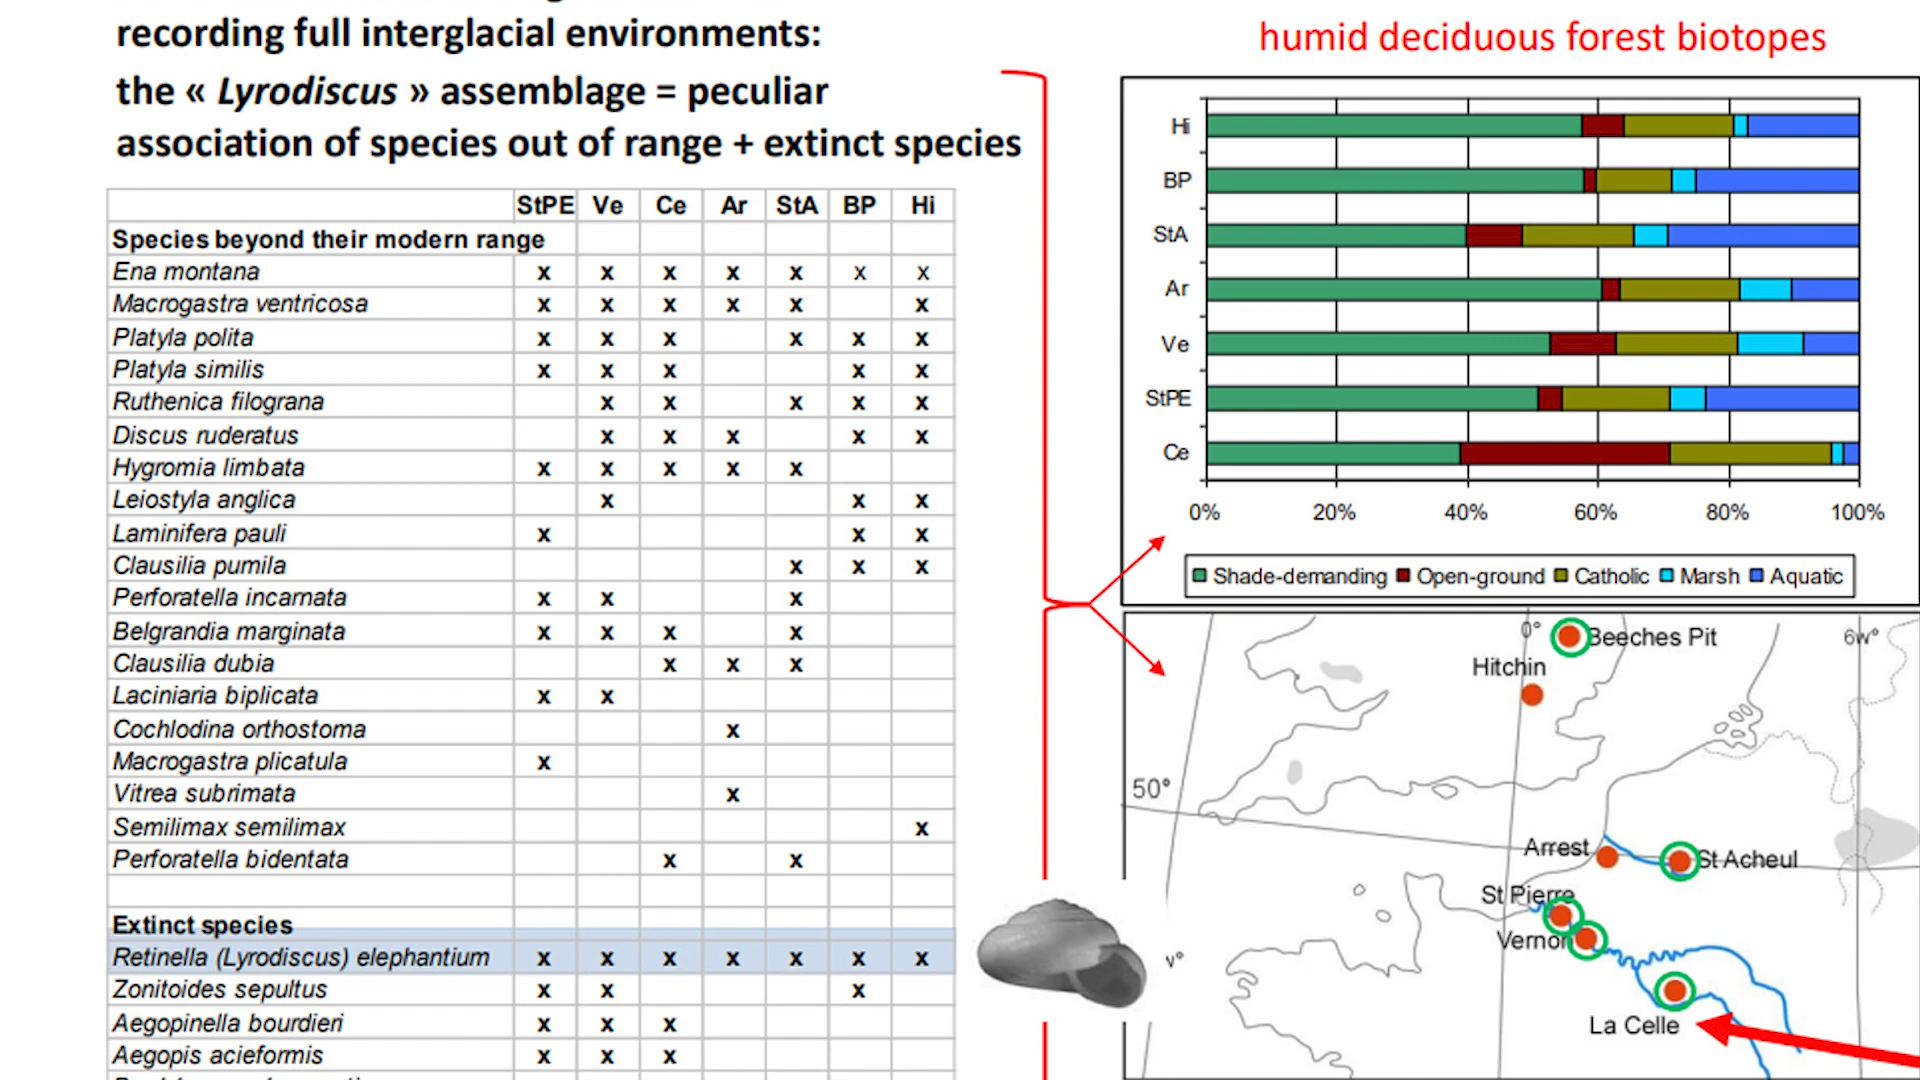 recording full interglacial environments:
the « Lyrodiscus » assemblage = peculiar
association of species out of range + extinct species
StPE Ve Ce Ar StA BP Hi
Species beyond their modern range
Ena montana x x x x x x x
Macrogastra ventricosa x x x x x x
Platyla polita x x x x x x
Platyla similis x x x x x
Ruthenica filograna x x x x x
Discus ruderatus x x x x x
Hygromia limbata x x x x x
Leiostyla anglica x x x
Laminifera pauli x x x
Clausilia pumila x x x
Perforatella incarnata x x x
Belgrandia marginata x x x x
Clausilia dubia x x x
Laciniaria biplicata x x
Cochlodina orthostoma x
Macrogastra plicatula x
Vitrea subrimata x
Semilimax semilimax x
Perforatella bidentata x x
Extinct species
Retinella (Lyrodiscus) elephantium x x x x x x x
Zonitoides sepultus x x x
Aegopinella bourdieri x x x
Aegopis acieformis x x x
humid deciduous forest biotopes
Hi
BP
StA
Ar
Ve
StPE
Ce
0% 20% 40% 60% 80% 100%
Shade-demanding Open-ground Catholic Marsh Aquatic
0° Beeches Pit 6w°
Hitchin
50°
Arrest St Acheul
St Pierre
Vernon
La Celle